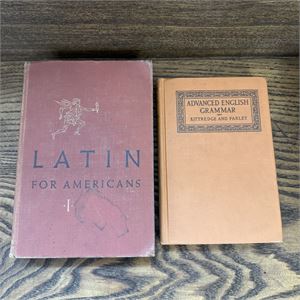 LATIN
FOR AMERICANS
·I·
ADVANCED ENGLISH
GRAMMAR
KITTREDGE AND FARLEY